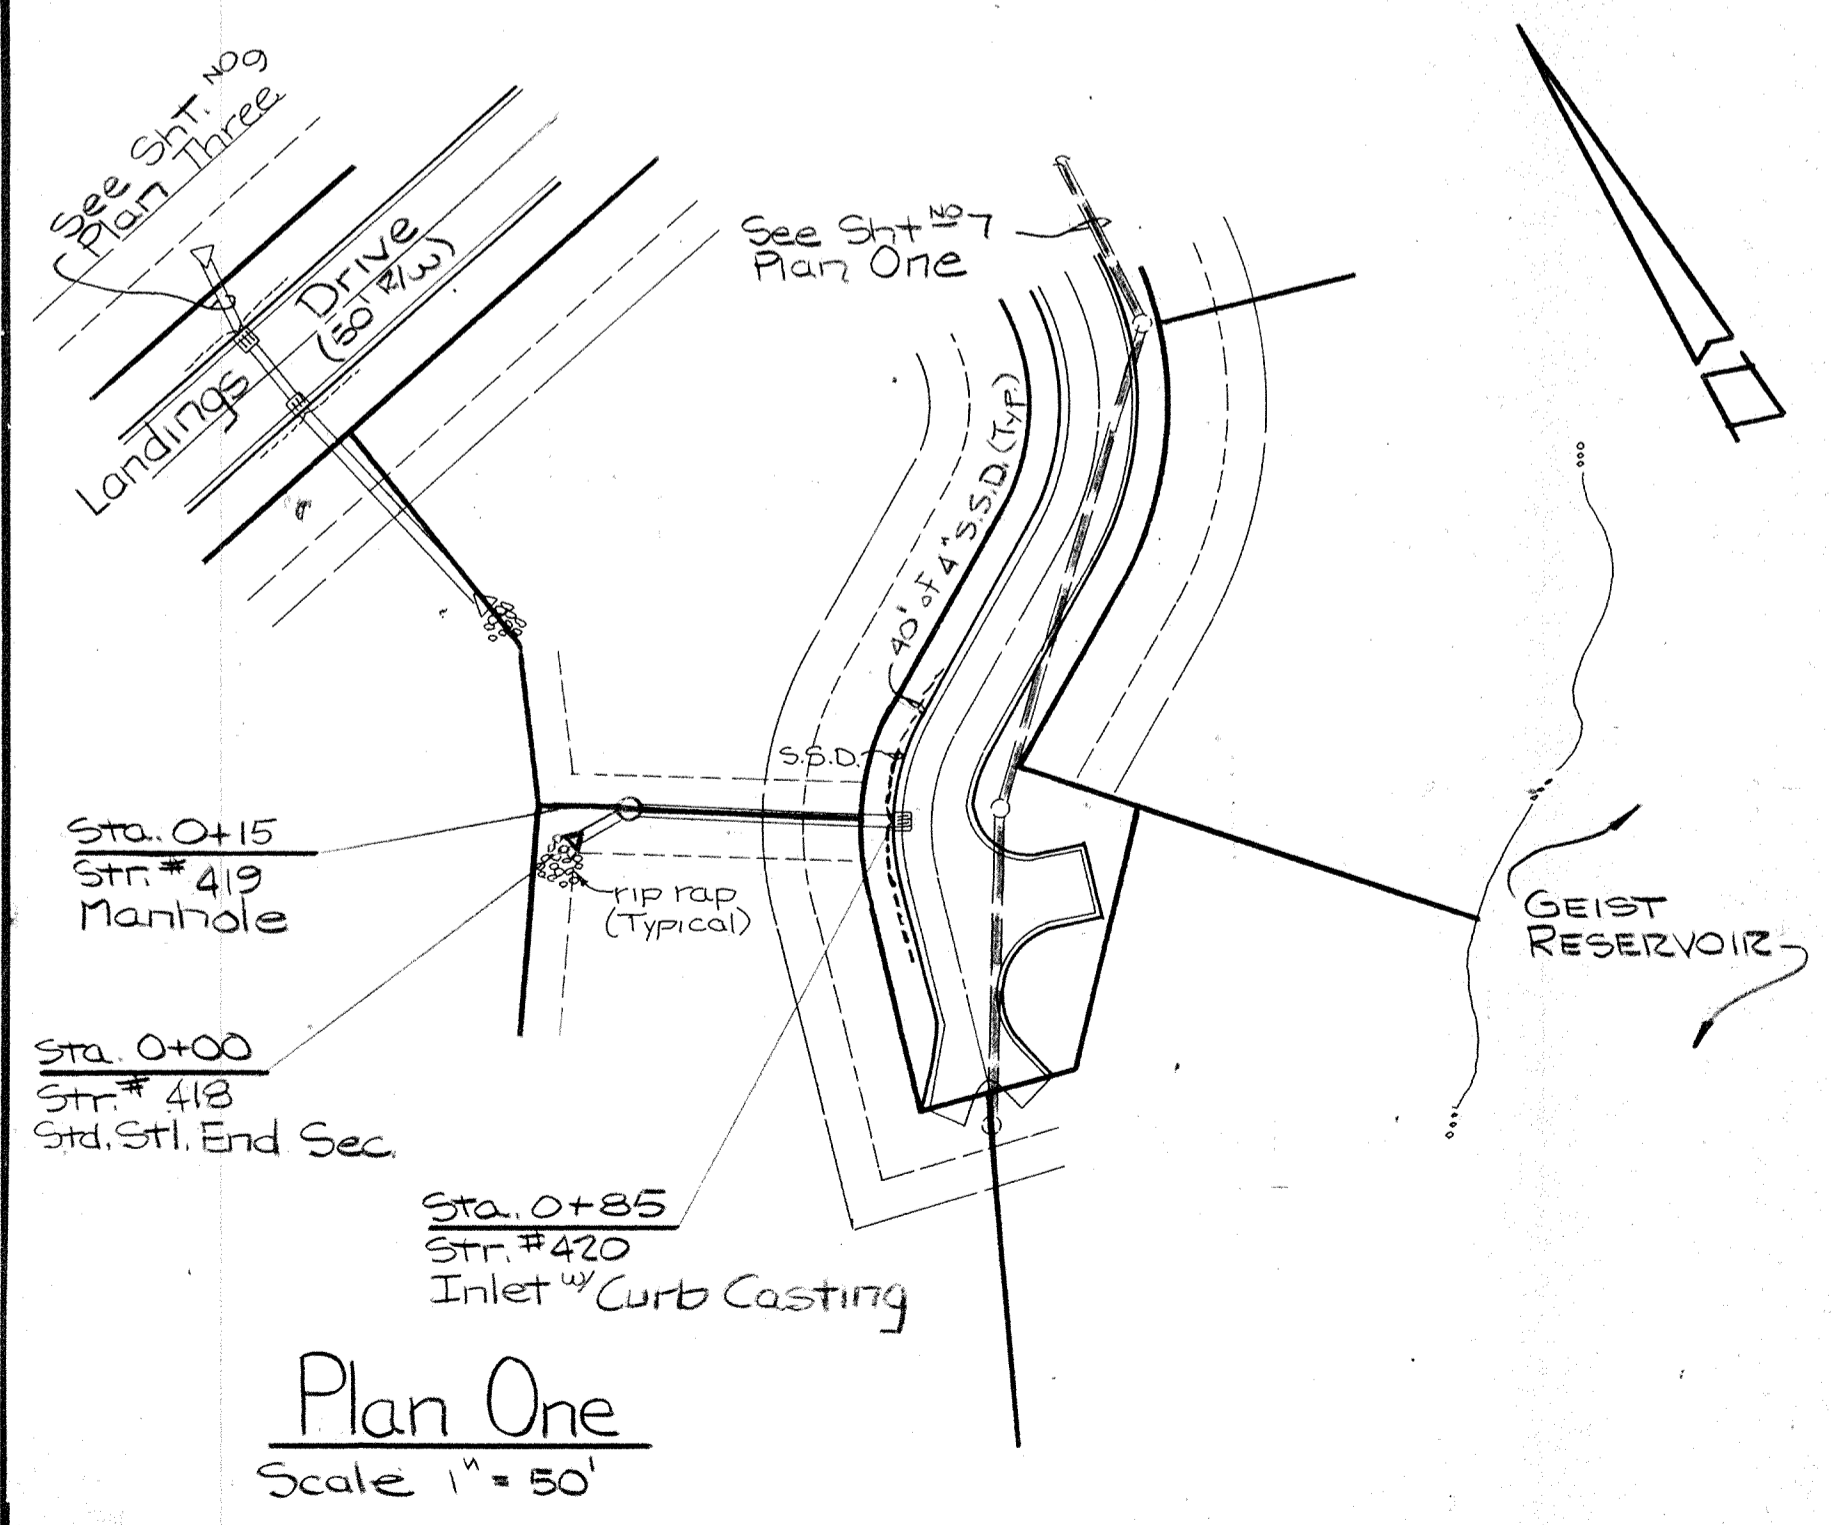 See Sht. No 9
Plan Three
Landings Drive
(50' R/W)
See Sht No 7
Plan One
40' of 4" S.S.D. (Typ)
S.S.D.
Sta. 0+15
Str. # 419
Manhole
rip rap
(Typical)
GEIST
RESERVOIR
Sta. 0+00
Str. # 418
Std. Stl. End Sec.
Sta. 0+85
Str. # 420
Inlet w/ Curb Casting
Plan One
Scale 1" = 50'